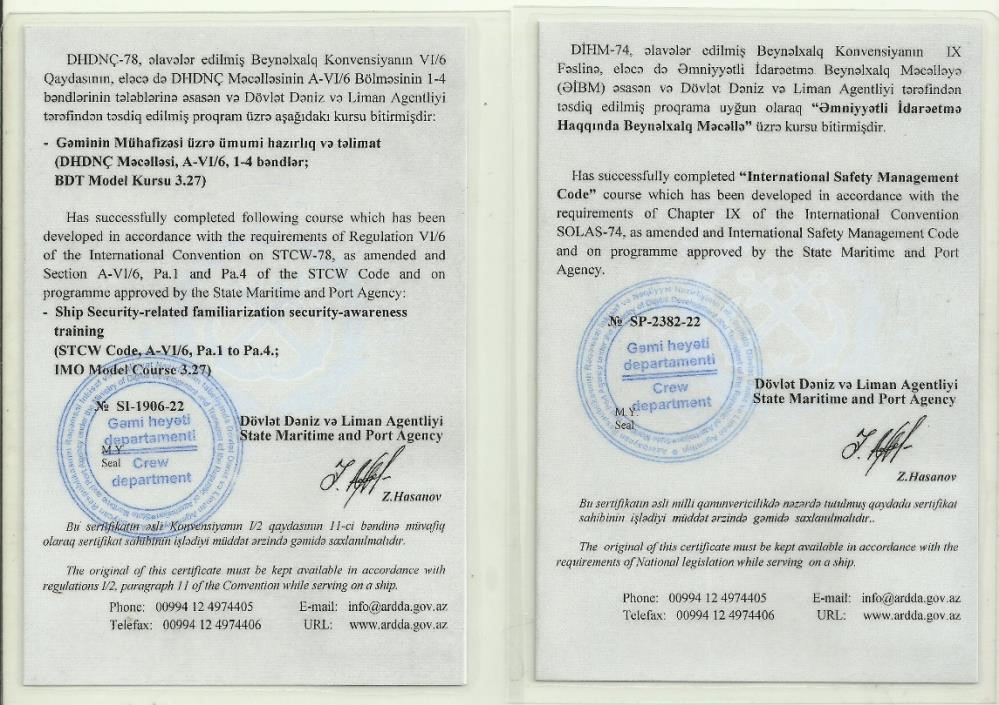 DHDNÇ-78, əlavələr edilmiş Beynəlxalq Konvensiyanın VI/6
Qaydasının, eləcə də DHDNÇ Məcəlləsinin A-VI/6 Bölməsinin 1-4
bəndlərinin tələblərinə əsasən və Dövlət Dəniz və Liman Agentliyi
tərəfindən təsdiq edilmiş proqram üzrə aşağıdakı kursu bitirmişdir:
- Gəminin Mühafizəsi üzrə ümumi hazırlıq və təlimat
(DHDNÇ Məcəlləsi, A-VI/6, 1-4 bəndlər;
BDT Model Kursu 3.27)
Has successfully completed following course which has been
developed in accordance with the requirements of Regulation VI/6
of the International Convention on STCW-78, as amended and
Section A-VI/6, Pa.1 and Pa.4 of the STCW Code and on
programme approved by the State Maritime and Port Agency:
- Ship Security-related familiarization security-awareness
training
(STCW Code, A-VI/6, Pa.1 to Pa.4.;
IMO Model Course 3.27)
№ SI-1906-22
Gəmi heyəti
departamenti
M.Y.
Seal
Crew
department
Dövlət Dəniz və Liman Agentliyi
State Maritime and Port Agency
Z.Hasanov
Bu sertifikatın əsli Konvensiyanın I/2 qaydasının 11-ci bəndinə müvafiq
olaraq sertifikat sahibinin işlədiyi müddət ərzində gəmidə saxlanılmalıdır.
The original of this certificate must be kept available in accordance with
regulations I/2, paragraph 11 of the Convention while serving on a ship.
Phone: 00994 12 4974405 E-mail: info@ardda.gov.az
Telefax: 00994 12 4974406 URL: www.ardda.gov.az
DİHM-74, əlavələr edilmiş Beynəlxalq Konvensiyanın IX
Fəslinə, eləcə də Əmniyyətli İdarəetmə Beynəlxalq Məcəlləyə
(ƏİBM) əsasən və Dövlət Dəniz və Liman Agentliyi tərəfindən
təsdiq edilmiş proqrama uyğun olaraq “Əmniyyətli İdarəetmə
Haqqında Beynəlxalq Məcəllə” üzrə kursu bitirmişdir.
Has successfully completed “International Safety Management
Code” course which has been developed in accordance with the
requirements of Chapter IX of the International Convention
SOLAS-74, as amended and International Safety Management Code
and on programme approved by the State Maritime and Port
Agency.
№ SP-2382-22
Gəmi heyəti
departamenti
Crew
department
M.Y.
Seal
Dövlət Dəniz və Liman Agentliyi
State Maritime and Port Agency
Z.Hasanov
Bu sertifikatın əsli milli qanunvericilikdə nəzərdə tutulmuş qaydada sertifikat
sahibinin işlədiyi müddət ərzində gəmidə saxlanılmalıdır..
The original of this certificate must be kept available in accordance with the
requirements of National legislation while serving on a ship.
Phone: 00994 12 4974405 E-mail: info@ardda.gov.az
Telefax: 00994 12 4974406 URL: www.ardda.gov.az